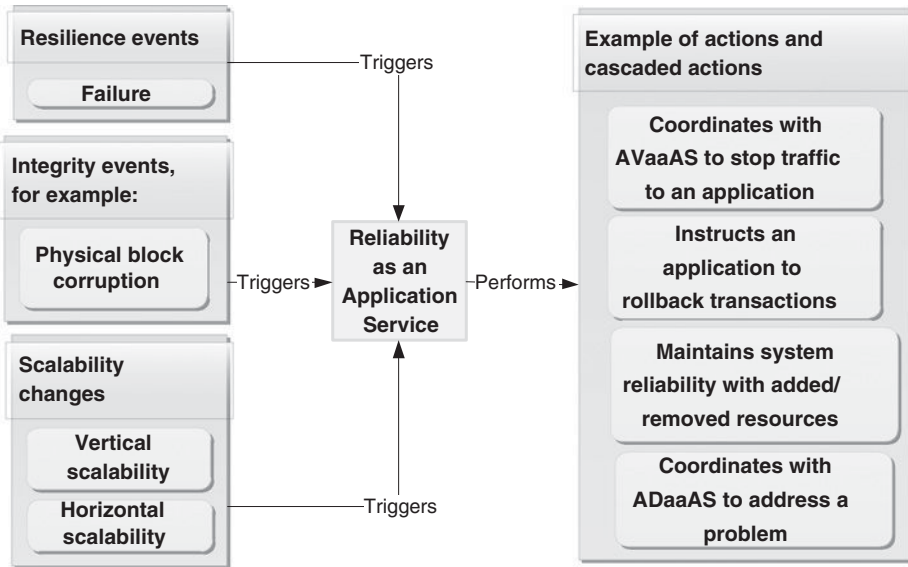 Resilience events
Failure
Triggers
Integrity events,
for example:
Physical block
corruption
Triggers
Scalability
changes
Vertical
scalability
Horizontal
scalability
Triggers
Reliability
as an
Application
Service
Performs
Example of actions and
cascaded actions
Coordinates with
AVaaAS to stop traffic
to an application
Instructs an
application to
rollback transactions
Maintains system
reliability with added/
removed resources
Coordinates with
ADaaAS to address a
problem